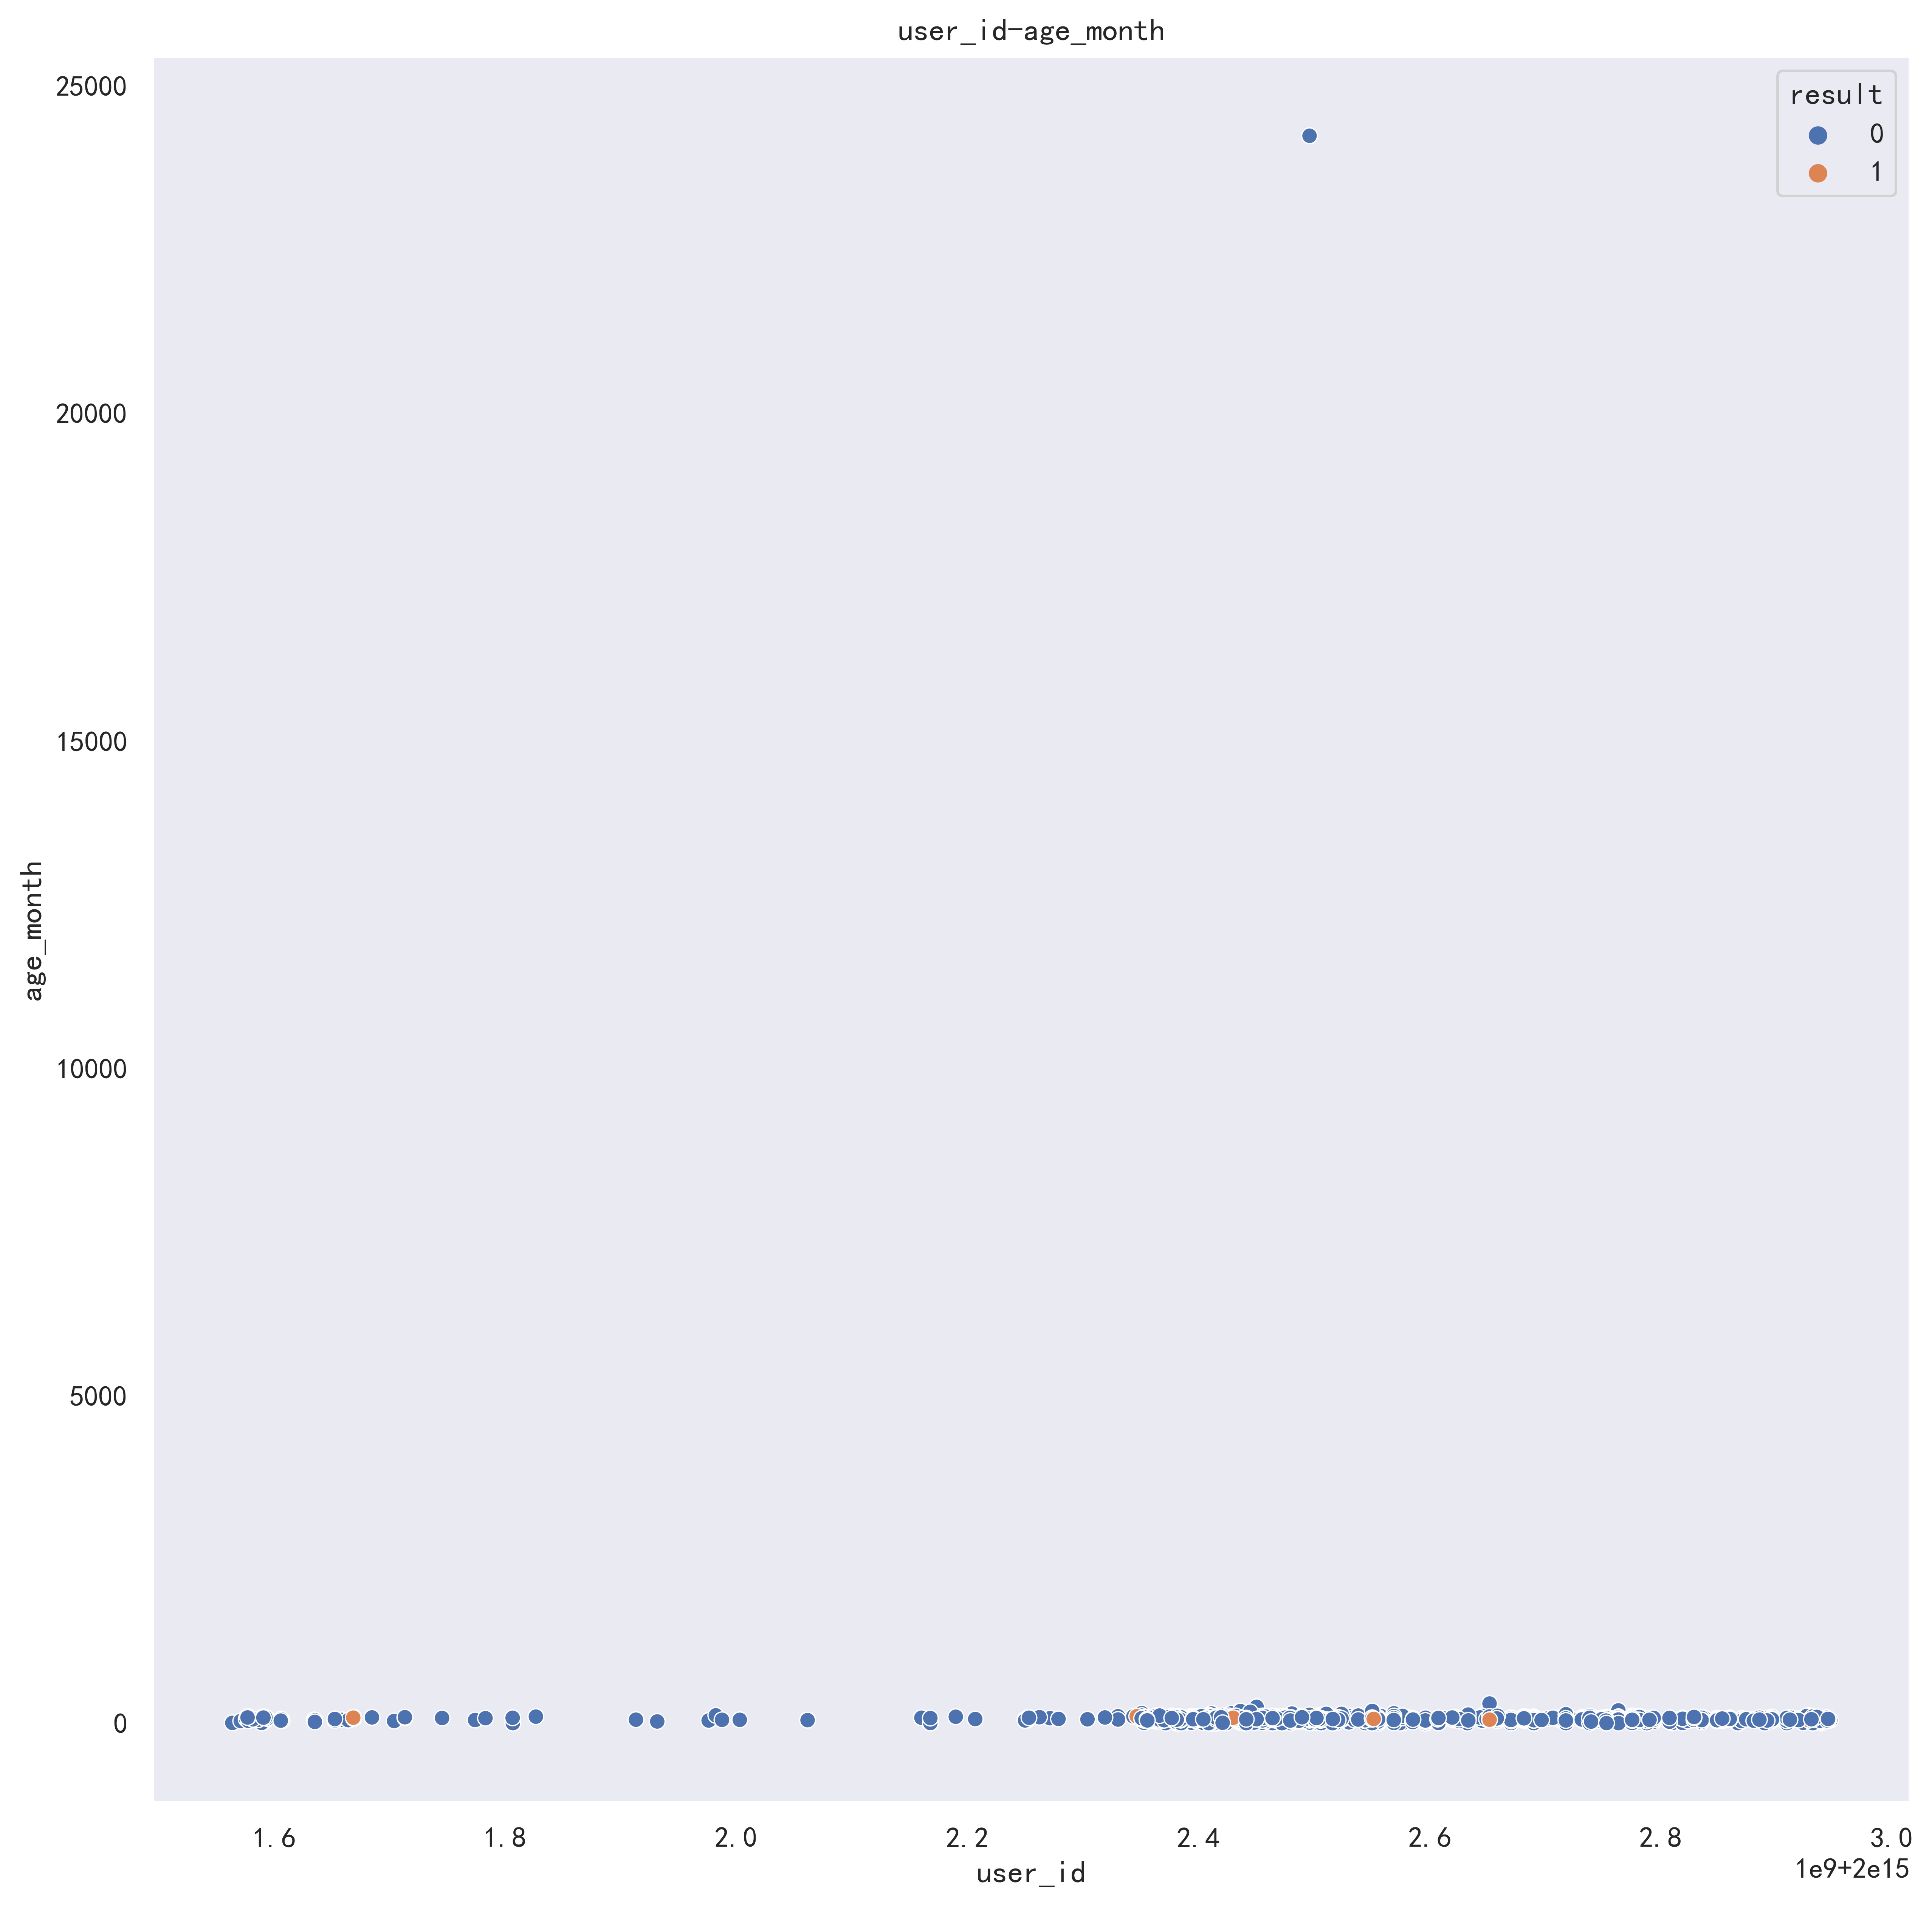 user_id-age_month
result
0
1
25000
20000
15000
10000
5000
0
age_month
1.6 1.8 2.0 2.2 2.4 2.6 2.8 3.0
1e9+2e15
user_id